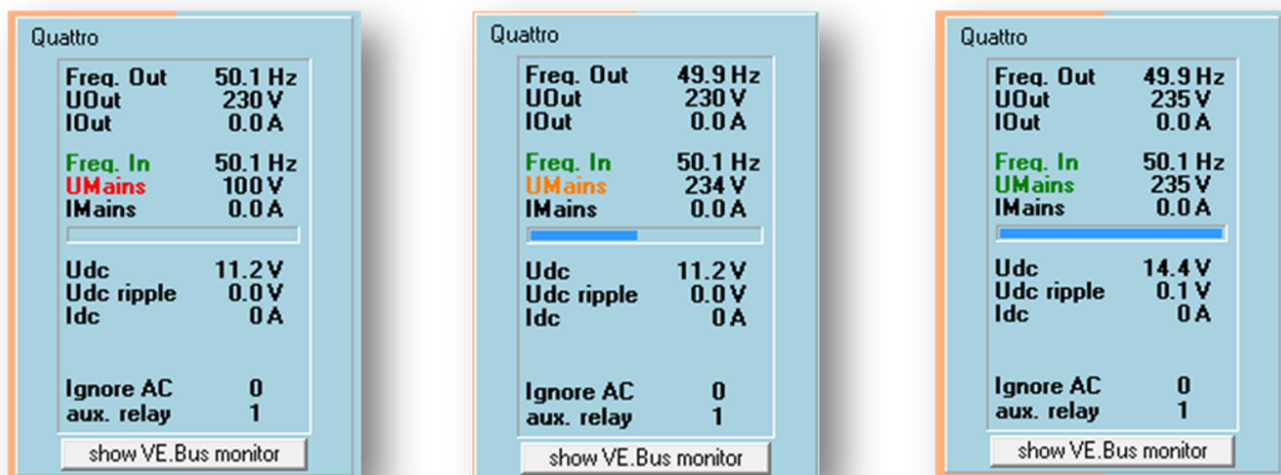 Quattro
Freq. Out 50.1 Hz
UOut 230 V
IOut 0.0 A
Freq. In 50.1 Hz
UMains 100 V
IMains 0.0 A
Udc 11.2 V
Udc ripple 0.0 V
Idc 0 A
Ignore AC 0
aux. relay 1
show VE.Bus monitor
Quattro
Freq. Out 49.9 Hz
UOut 230 V
IOut 0.0 A
Freq. In 50.1 Hz
UMains 234 V
IMains 0.0 A
Udc 11.2 V
Udc ripple 0.0 V
Idc 0 A
Ignore AC 0
aux. relay 1
show VE.Bus monitor
Quattro
Freq. Out 49.9 Hz
UOut 235 V
IOut 0.0 A
Freq. In 50.1 Hz
UMains 235 V
IMains 0.0 A
Udc 14.4 V
Udc ripple 0.1 V
Idc 0 A
Ignore AC 0
aux. relay 1
show VE.Bus monitor